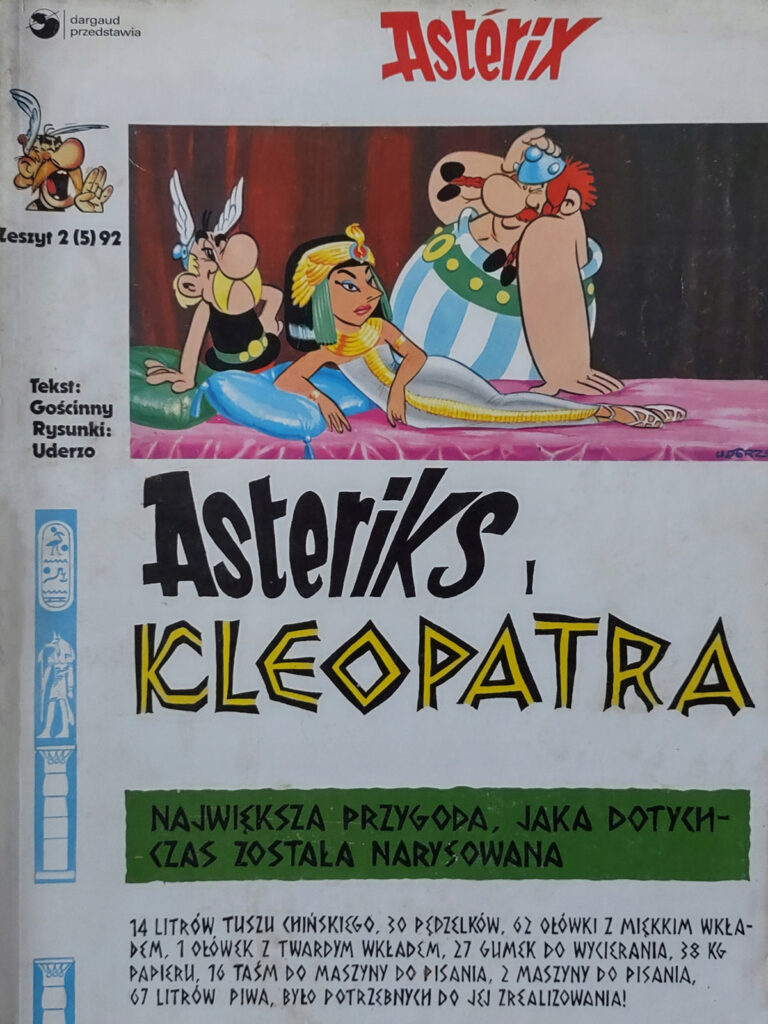 dargaud
przedstawia
Astérix
Zeszyt 2 (5) 92
Tekst:
Gościnny
Rysunki:
Uderzo
Asteriks i
KLEOPATRA
NAJWIĘKSZA PRZYGODA, JAKA DOTYCH-
CZAS ZOSTAŁA NARYSOWANA
14 LITRÓW TUSZU CHIŃSKIEGO, 30 PĘDZELKÓW, 62 OŁÓWKI Z MIĘKKIM WKŁA-
DEM, 1 OŁÓWEK Z TWARDYM WKŁADEM, 27 GUMEK DO WYCIERANIA, 38 KG
PAPIERU, 16 TAŚM DO MASZYNY DO PISANIA, 2 MASZYNY DO PISANIA,
67 LITRÓW PIWA, BYŁO POTRZEBNYCH DO JEJ ZREALIZOWANIA!